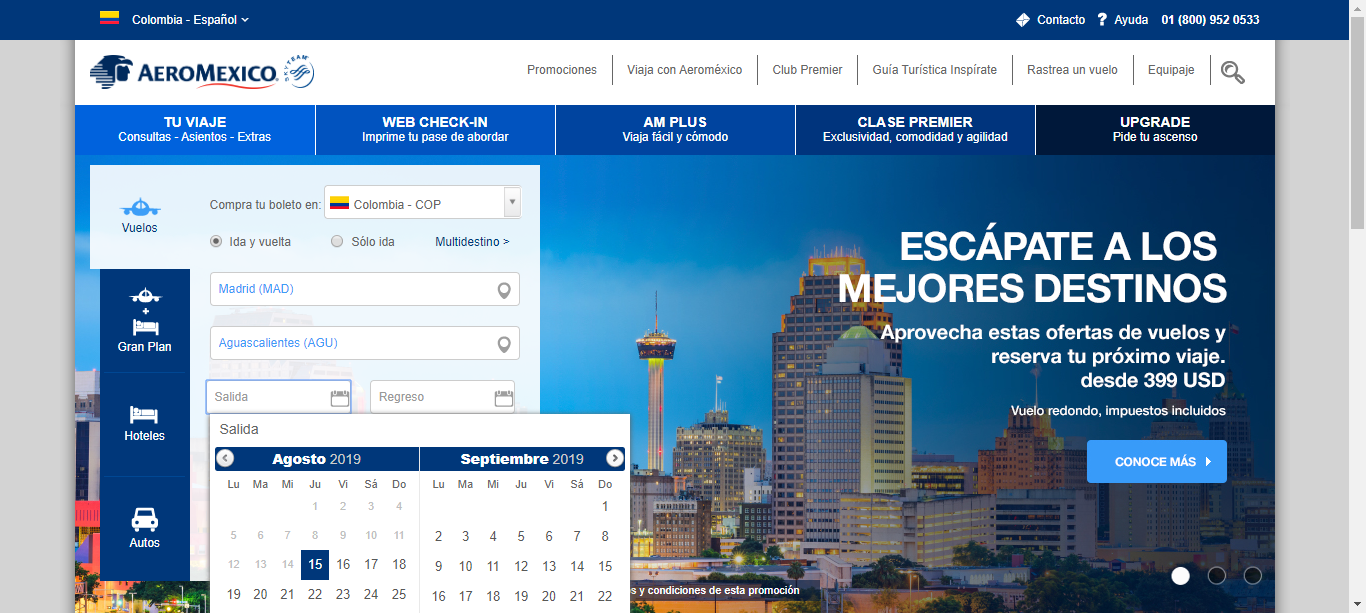 Colombia - Español
Contacto
Ayuda
01 (800) 952 0533
AEROMEXICO
SKYTEAM
Promociones
Viaja con Aeroméxico
Club Premier
Guía Turística Inspírate
Rastrea un vuelo
Equipaje
TU VIAJE
Consultas - Asientos - Extras
WEB CHECK-IN
Imprime tu pase de abordar
AM PLUS
Viaja fácil y cómodo
CLASE PREMIER
Exclusividad, comodidad y agilidad
UPGRADE
Pide tu ascenso
Vuelos
Gran Plan
Hoteles
Autos
Compra tu boleto en: Colombia - COP
Ida y vuelta Sólo ida Multidestino >
Madrid (MAD)
Aguascalientes (AGU)
Salida Regreso
Salida
Agosto 2019
Lu Ma Mi Ju Vi Sá Do
1 2 3 4
5 6 7 8 9 10 11
12 13 14 15 16 17 18
19 20 21 22 23 24 25
Septiembre 2019
Lu Ma Mi Ju Vi Sá Do
1
2 3 4 5 6 7 8
9 10 11 12 13 14 15
16 17 18 19 20 21 22
ESCÁPATE A LOS
MEJORES DESTINOS
Aprovecha estas ofertas de vuelos y
reserva tu próximo viaje.
desde 399 USD
Vuelo redondo, impuestos incluidos
CONOCE MÁS
y condiciones de esta promoción